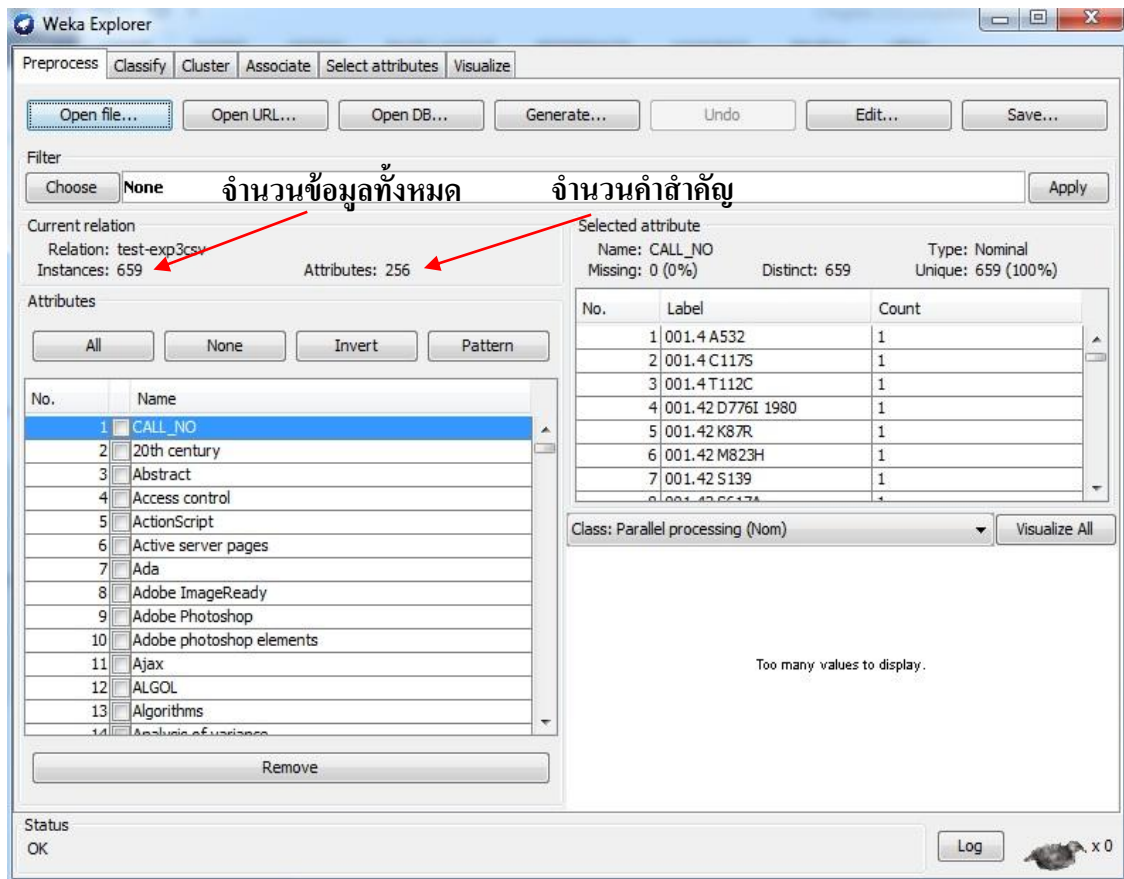 Weka Explorer
Preprocess Classify Cluster Associate Select attributes Visualize
Open file... Open URL... Open DB... Generate... Undo Edit... Save...
Filter
Choose None จำนวนข้อมูลทั้งหมด จำนวนคำสำคัญ Apply
Current relation
Relation: test-exp3csv
Instances: 659 Attributes: 256
Selected attribute
Name: CALL_NO Type: Nominal
Missing: 0 (0%) Distinct: 659 Unique: 659 (100%)
Attributes
All None Invert Pattern
No. Name
1 CALL_NO
2 20th century
3 Abstract
4 Access control
5 ActionScript
6 Active server pages
7 Ada
8 Adobe ImageReady
9 Adobe Photoshop
10 Adobe photoshop elements
11 Ajax
12 ALGOL
13 Algorithms
14 Analysis of variance
Remove
No. Label Count
1 001.4 A532 1
2 001.4 C117S 1
3 001.4 T112C 1
4 001.42 D776I 1980 1
5 001.42 K87R 1
6 001.42 M823H 1
7 001.42 S139 1
Class: Parallel processing (Nom) Visualize All
Too many values to display.
Status
OK
Log x 0